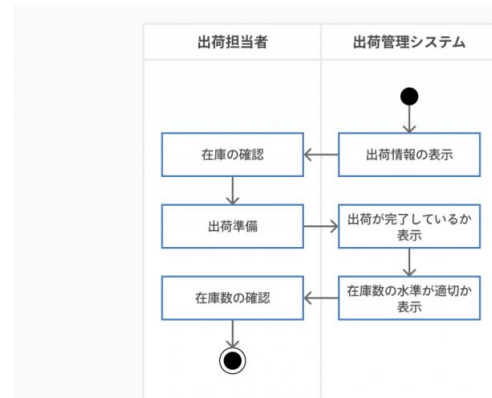 出荷担当者
出荷管理システム
在庫の確認
出荷情報の表示
出荷準備
出荷が完了しているか
表示
在庫数の確認
在庫数の水準が適切か
表示